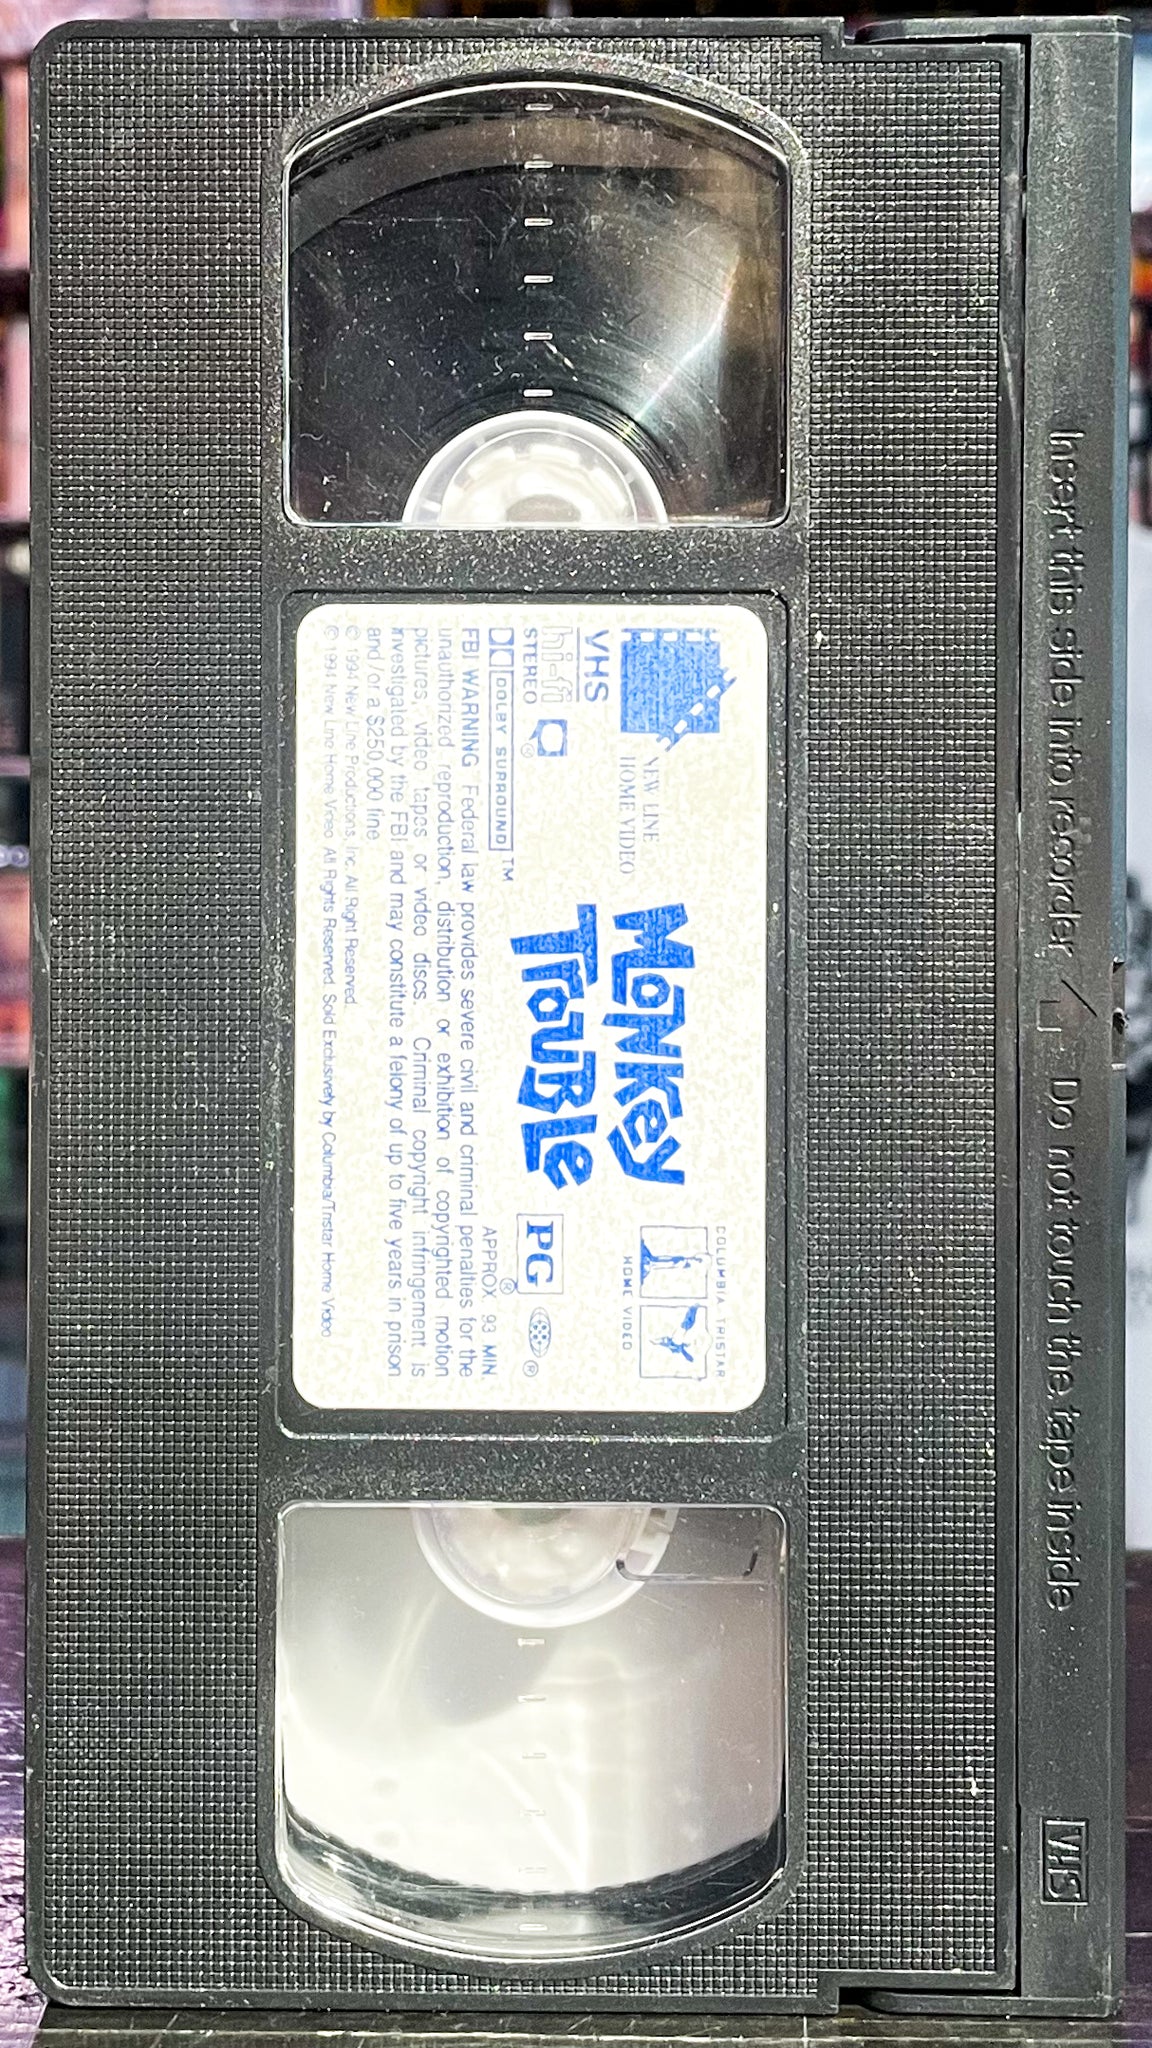 Insert this side into recorder
Do not touch the tape inside
VHS
NEW LINE
HOME VIDEO
VHS
hi-fi
STEREO
®
DOLBY SURROUND™
MONKEY
TROUBLE
COLUMBIA TRISTAR
HOME VIDEO
PG
®
®
APPROX. 93 MIN.
FBI WARNING Federal law provides severe civil and criminal penalties for the
unauthorized reproduction, distribution or exhibition of copyrighted motion
pictures, video tapes or video discs. Criminal copyright infringement is
investigated by the FBI and may constitute a felony of up to five years in prison
and/or a $250,000 fine
© 1994 New Line Productions, Inc. All Right Reserved.
© 1994 New Line Home Video. All Rights Reserved. Sold Exclusively by Columbia/Tristar Home Video